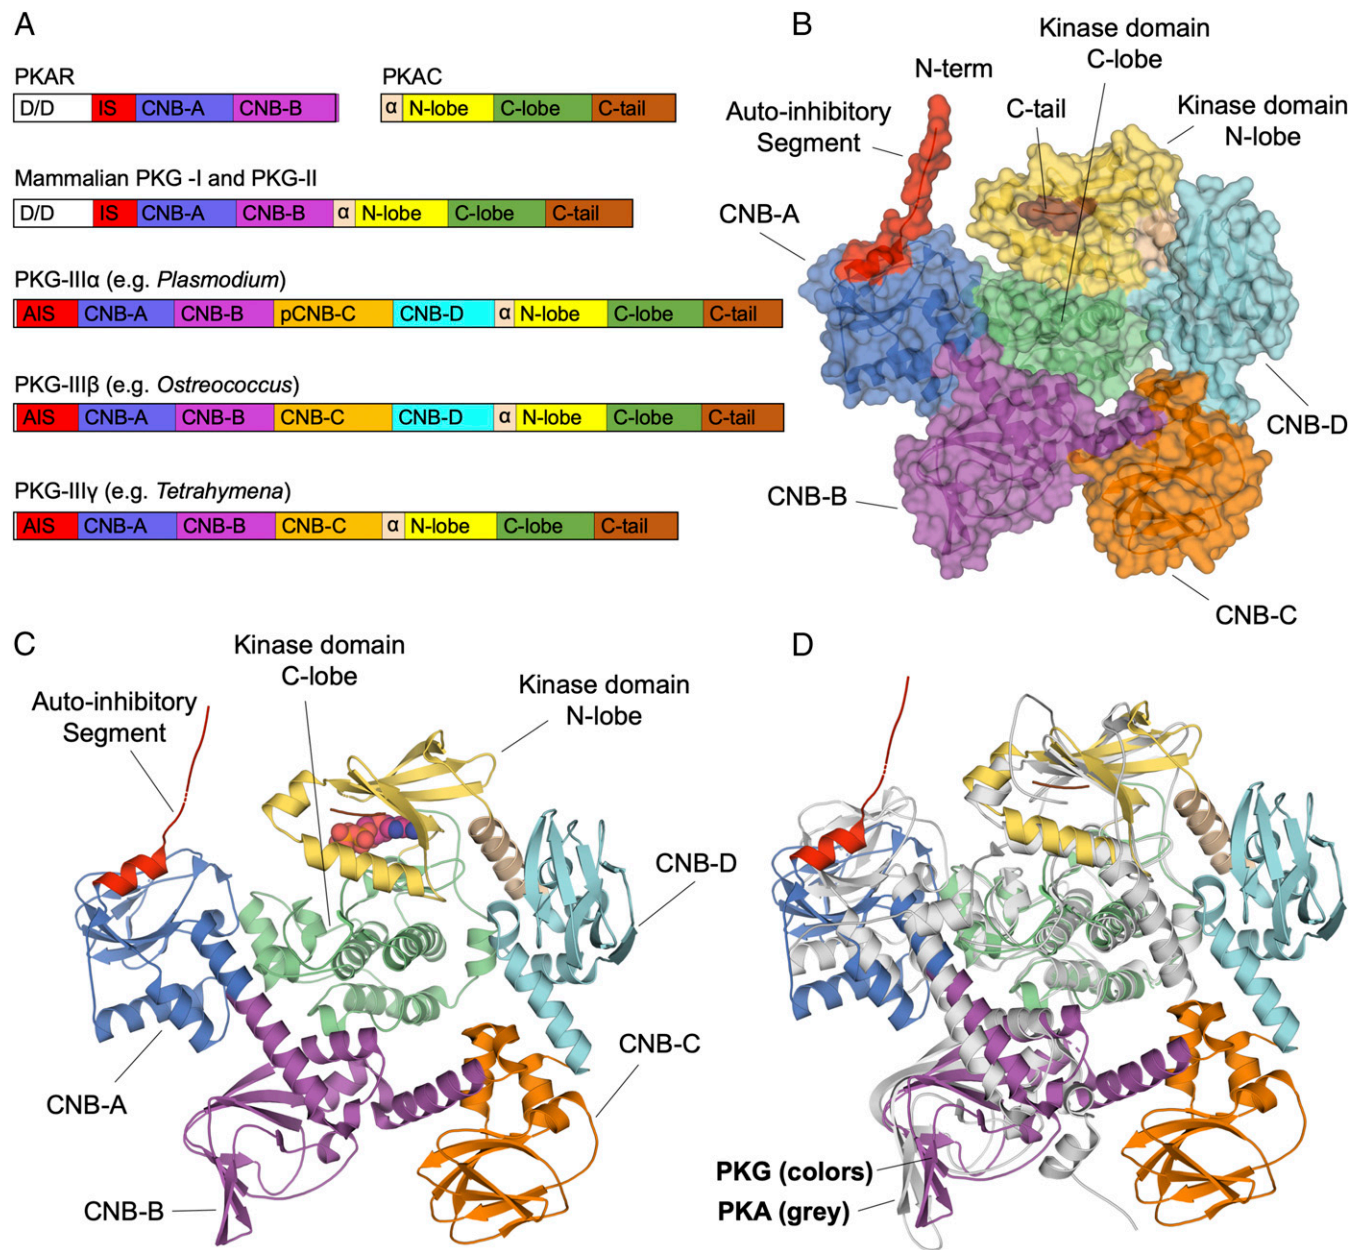 A
PKAR
D/D IS CNB-A CNB-B
PKAC
α N-lobe C-lobe C-tail
Mammalian PKG -I and PKG-II
D/D IS CNB-A CNB-B α N-lobe C-lobe C-tail
PKG-IIIα (e.g. Plasmodium)
AIS CNB-A CNB-B pCNB-C CNB-D α N-lobe C-lobe C-tail
PKG-IIIβ (e.g. Ostreococcus)
AIS CNB-A CNB-B CNB-C CNB-D α N-lobe C-lobe C-tail
PKG-IIIγ (e.g. Tetrahymena)
AIS CNB-A CNB-B CNB-C α N-lobe C-lobe C-tail
B
Kinase domain
C-lobe
N-term
Auto-inhibitory
Segment
C-tail
Kinase domain
N-lobe
CNB-A
CNB-D
CNB-B
CNB-C
C
Kinase domain
C-lobe
Auto-inhibitory
Segment
Kinase domain
N-lobe
CNB-D
CNB-C
CNB-A
CNB-B
D
PKG (colors)
PKA (grey)